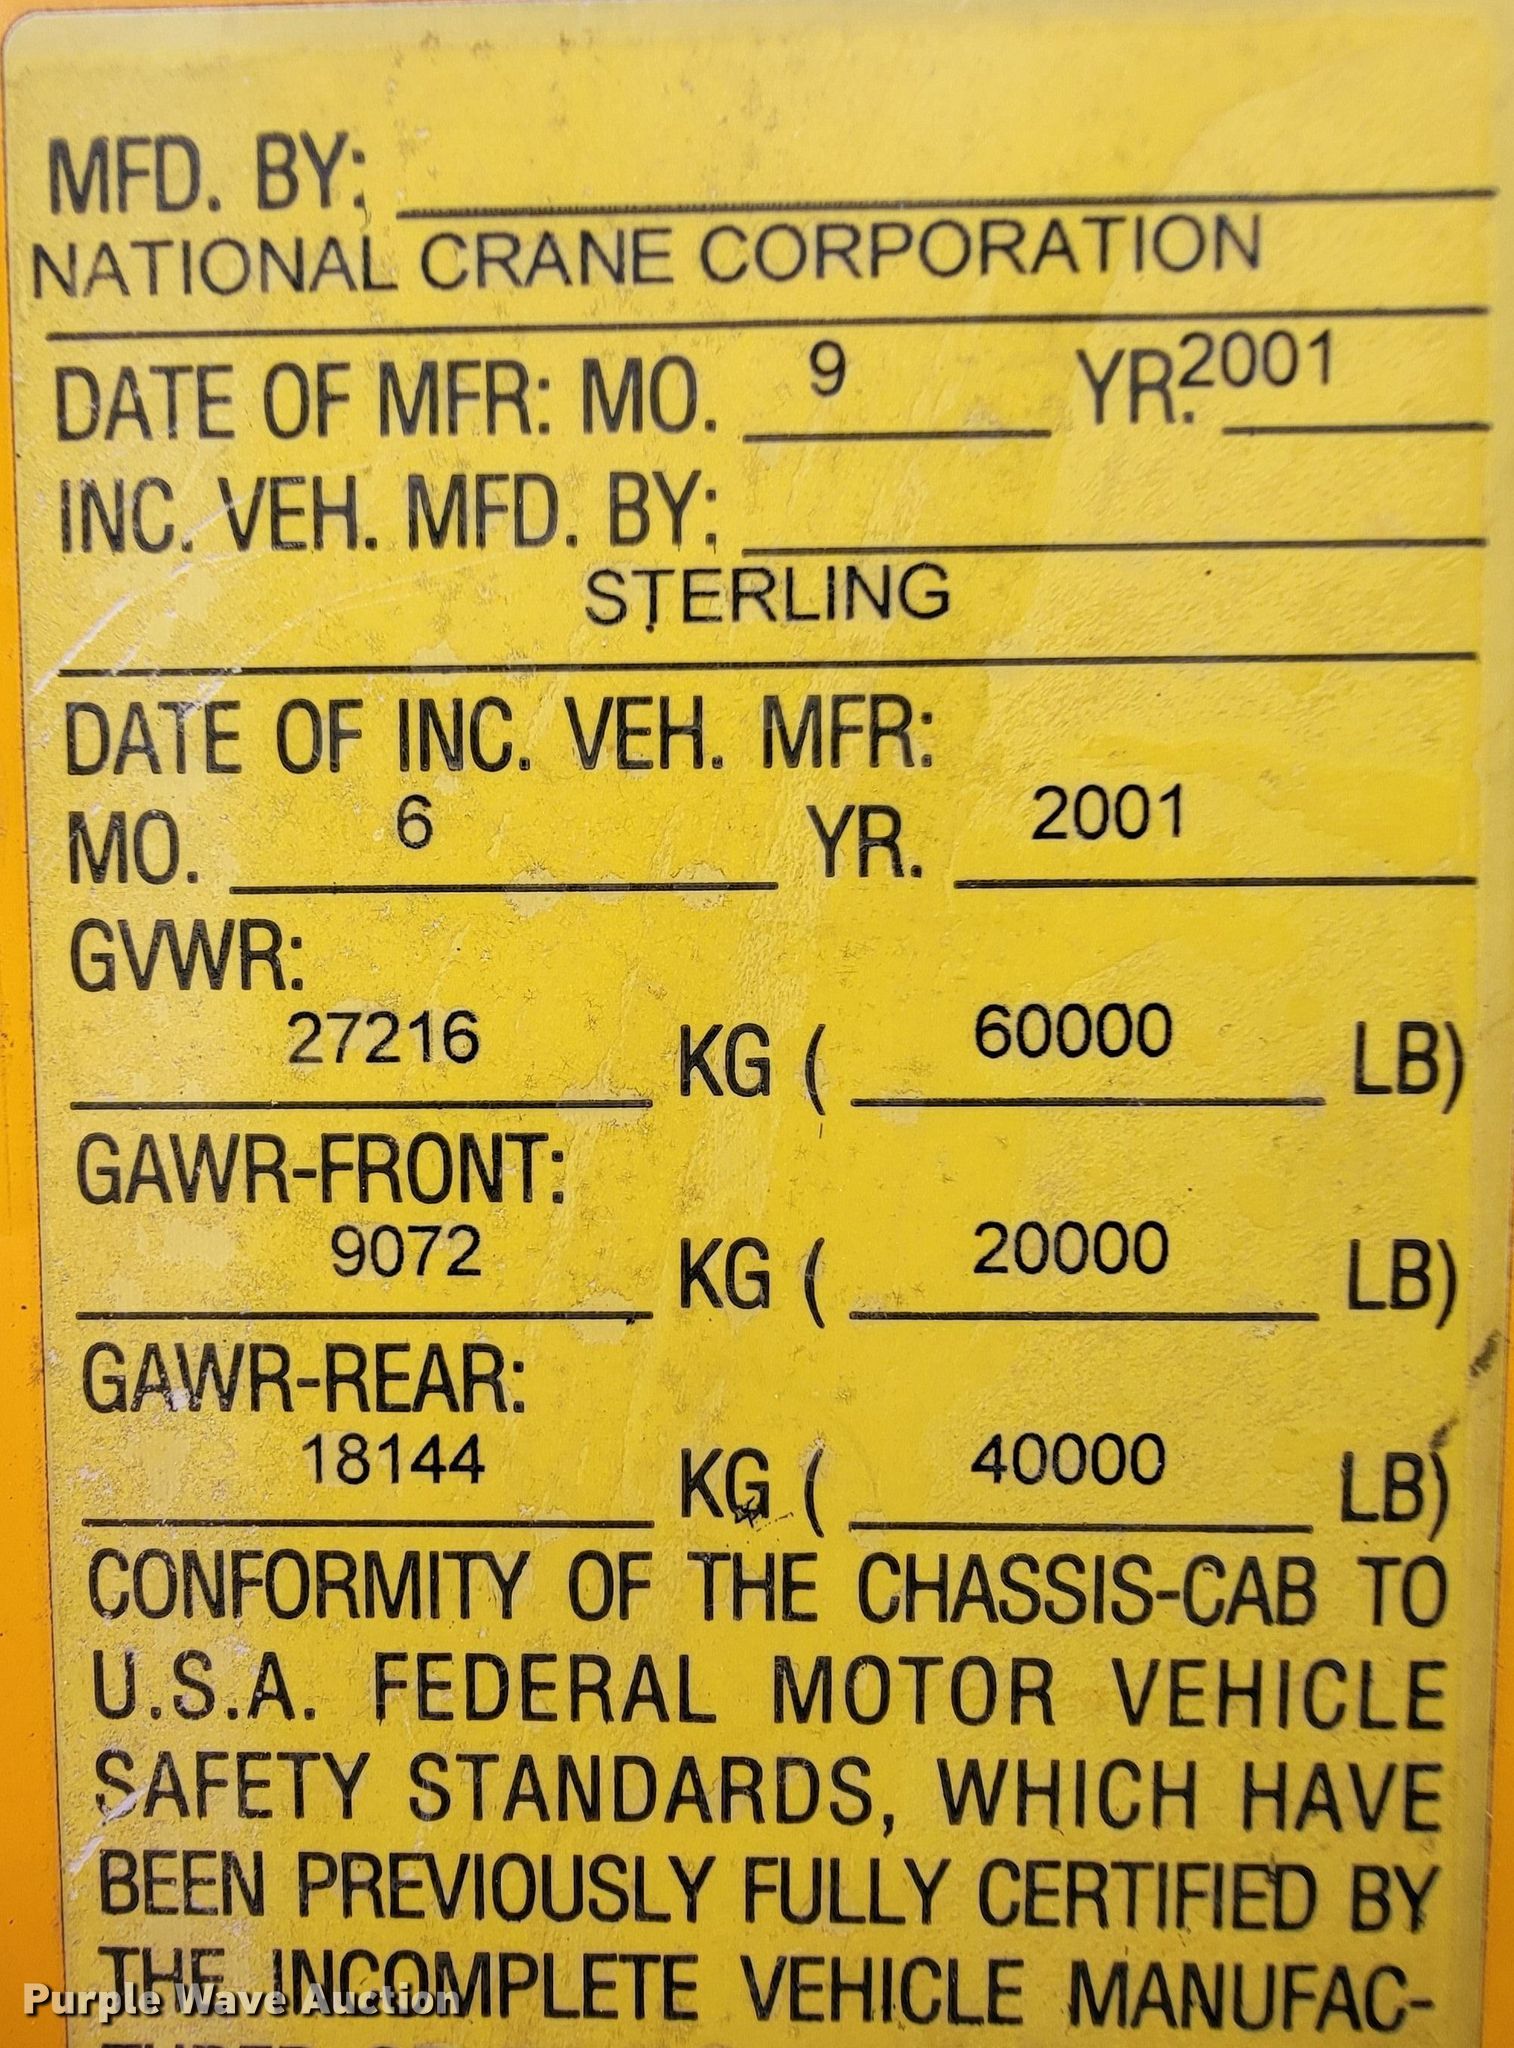 MFD. BY:
NATIONAL CRANE CORPORATION
DATE OF MFR: MO. 9 YR. 2001
INC. VEH. MFD. BY:
STERLING
DATE OF INC. VEH. MFR:
MO. 6 YR. 2001
GVWR:
27216 KG ( 60000 LB)
GAWR-FRONT:
9072 KG ( 20000 LB)
GAWR-REAR:
18144 KG ( 40000 LB)
CONFORMITY OF THE CHASSIS-CAB TO
U.S.A. FEDERAL MOTOR VEHICLE
SAFETY STANDARDS, WHICH HAVE
BEEN PREVIOUSLY FULLY CERTIFIED BY
THE INCOMPLETE VEHICLE MANUFAC-
Purple Wave Auction